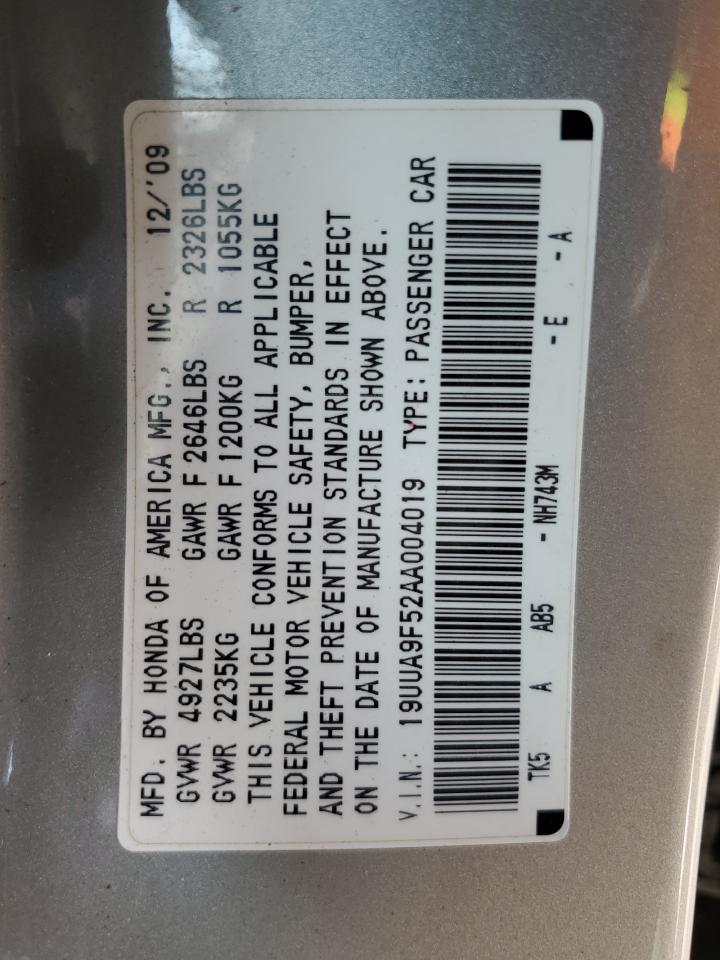 MFD. BY HONDA OF AMERICA MFG., INC. 12/'09
GVWR 4927LBS GAWR F 2646LBS R 2326LBS
GVWR 2235KG GAWR F 1200KG R 1055KG
THIS VEHICLE CONFORMS TO ALL APPLICABLE
FEDERAL MOTOR VEHICLE SAFETY, BUMPER,
AND THEFT PREVENTION STANDARDS IN EFFECT
ON THE DATE OF MANUFACTURE SHOWN ABOVE.
V.I.N.: 19UUA9F52AA004019 TYPE: PASSENGER CAR
TK5 A AB5 - NH743M - E - A